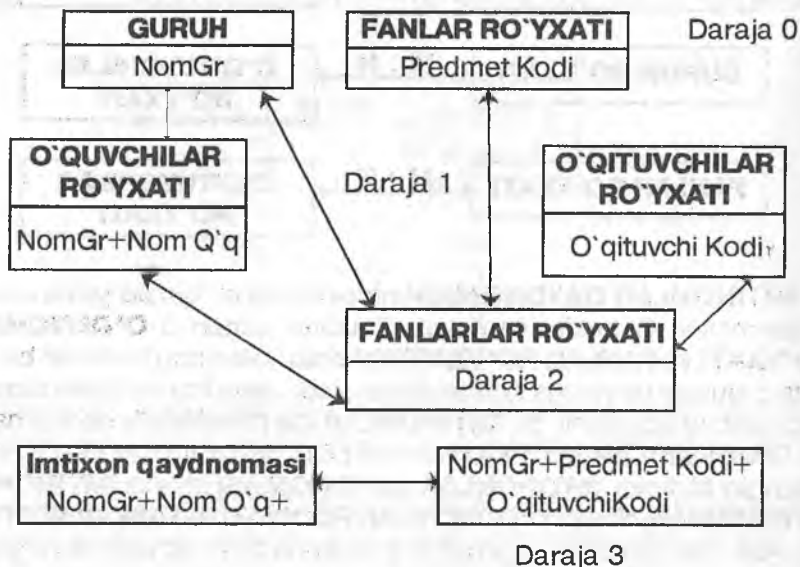 GURUH
NomGr
FANLAR RO`YXATI
Predmet Kodi
Daraja 0
O`QUVCHILAR
RO`YXATI
NomGr+Nom Q`q
Daraja 1
O`QITUVCHILAR
RO`YXATI
O`qituvchi Kodi
FANLARLAR RO`YXATI
Daraja 2
Imtixon qaydnomasi
NomGr+Nom O`q+
NomGr+Predmet Kodi+
O`qituvchiKodi
Daraja 3